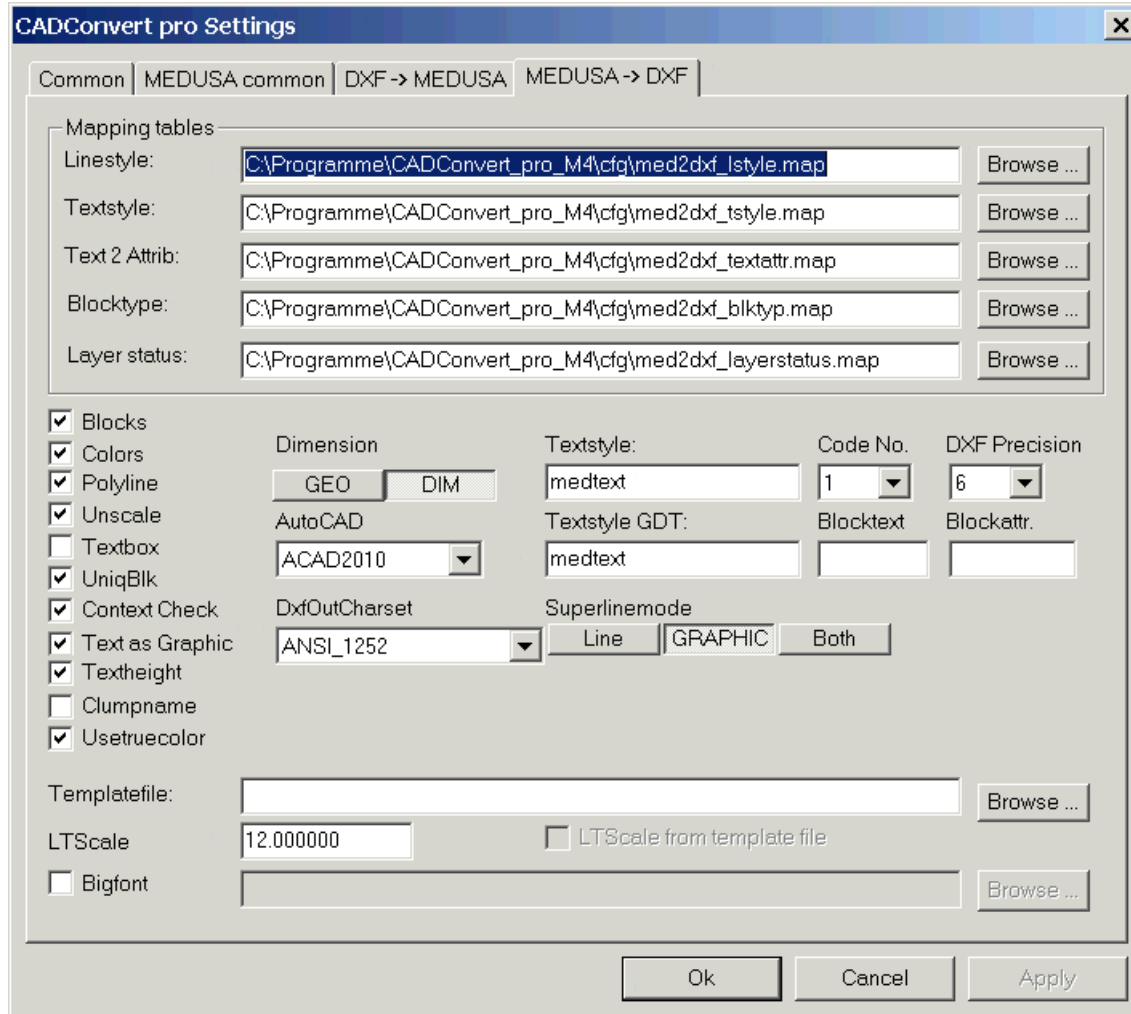 CADConvert pro Settings
Common MEDUSA common DXF -> MEDUSA MEDUSA -> DXF
Mapping tables
Linestyle: C:\Programme\CADConvert_pro_M4\cfg\med2dxf_lstyle.map Browse ...
Textstyle: C:\Programme\CADConvert_pro_M4\cfg\med2dxf_tstyle.map Browse ...
Text 2 Attrib: C:\Programme\CADConvert_pro_M4\cfg\med2dxf_textattr.map Browse ...
Blocktype: C:\Programme\CADConvert_pro_M4\cfg\med2dxf_blktyp.map Browse ...
Layer status: C:\Programme\CADConvert_pro_M4\cfg\med2dxf_layerstatus.map Browse ...
Blocks
Colors
Polyline
Unscale
Textbox
UniqBlk
Context Check
Text as Graphic
Textheight
Clumpname
Usetruecolor
Dimension Textstyle: Code No. DXF Precision
GEO DIM medtext 1 6
AutoCAD Textstyle GDT: Blocktext Blockattr.
ACAD2010 medtext
DxfOutCharset Superlinemode
ANSI_1252 Line GRAPHIC Both
Templatefile: Browse ...
LTScale 12.000000 LTScale from template file
Bigfont Browse ...
Ok Cancel Apply